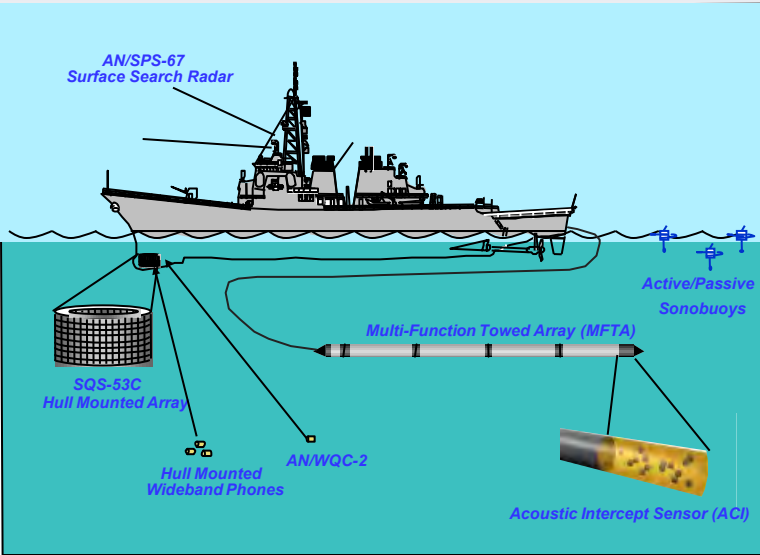 AN/SPS-67
Surface Search Radar
Active/Passive
Sonobuoys
Multi-Function Towed Array (MFTA)
SQS-53C
Hull Mounted Array
AN/WQC-2
Hull Mounted
Wideband Phones
Acoustic Intercept Sensor (ACI)